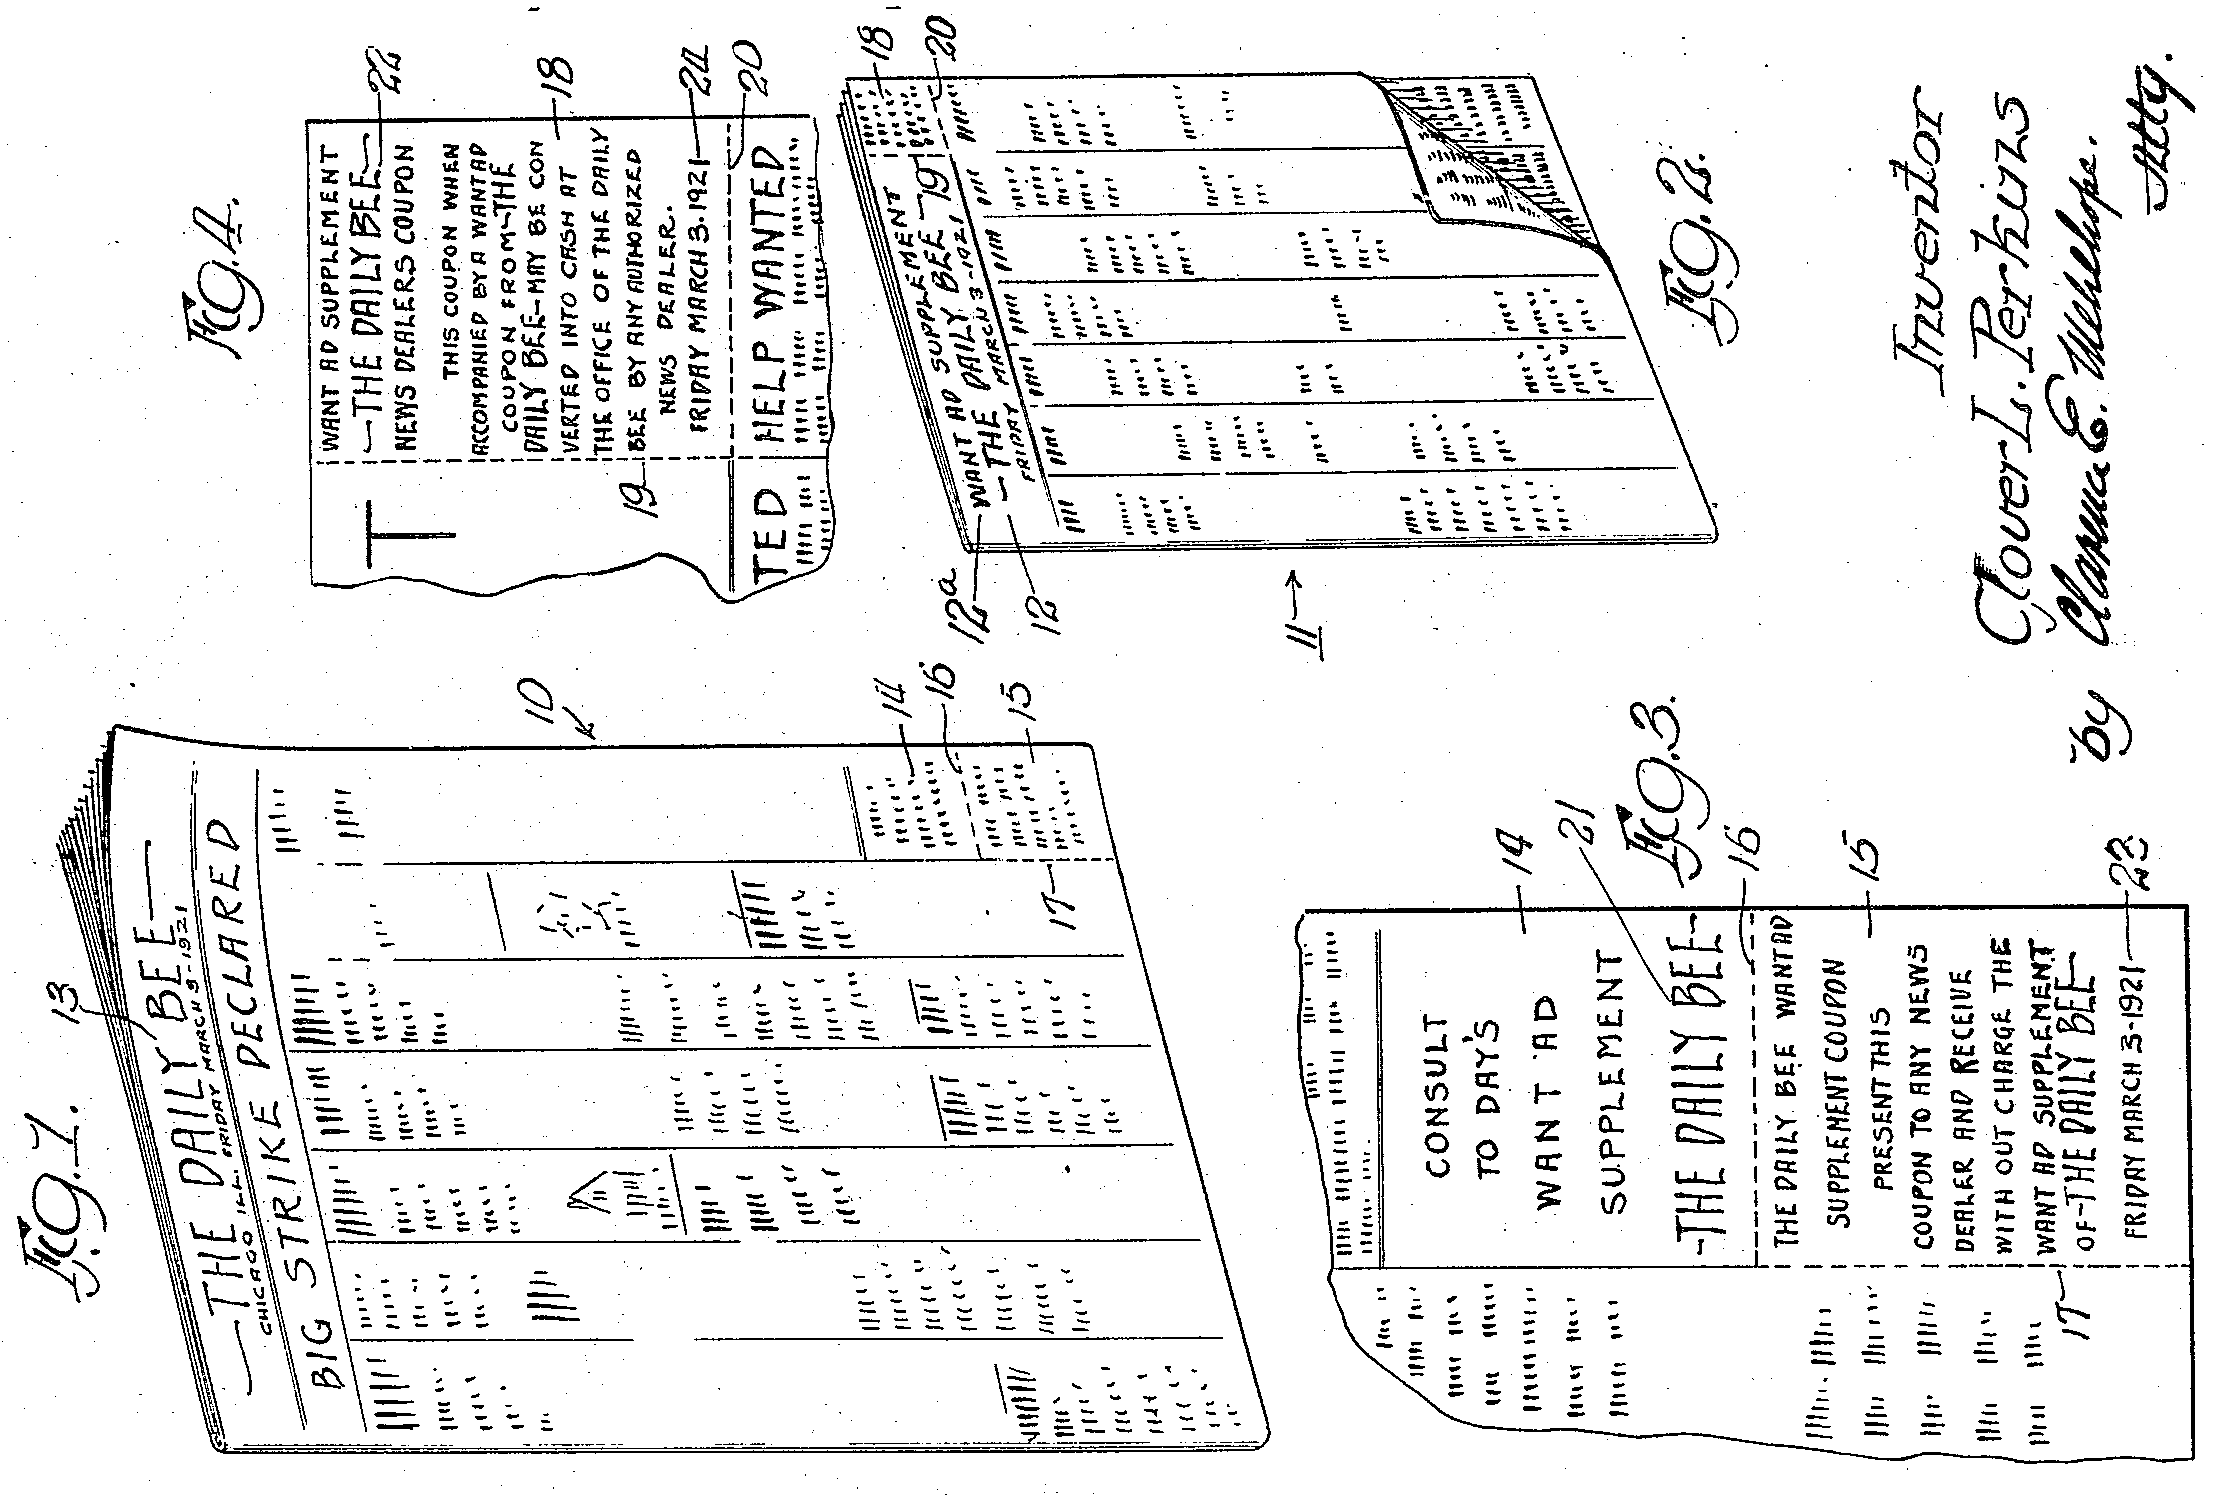 Fig. 1.
13
—THE DAILY BEE—
CHICAGO ILL. FRIDAY MARCH 3-1921
BIG STRIKE DECLARED
10
14
16
15
17
Fig. 4.
WANT AD SUPPLEMENT
—THE DAILY BEE—
22
NEWS DEALERS COUPON
THIS COUPON WHEN
ACCOMPANIED BY A WANT AD
COUPON FROM—THE
DAILY BEE—MAY BE CON
VERTED INTO CASH AT
18
THE OFFICE OF THE DAILY
BEE BY ANY AUTHORIZED
19
NEWS DEALER.
FRIDAY MARCH 3.1921
24
20
T
TED
HELP WANTED
18
20
12a
WANT AD SUPPLEMENT
19
12
—THE DAILY BEE,
FRIDAY MARCH 3-1921
11
Fig. 2.
Fig. 3.
CONSULT
TO DAY'S
WANT AD
14
SUPPLEMENT
21
-THE DAILY BEE-
16
THE DAILY BEE WANT AD
SUPPLEMENT COUPON
15
PRESENT THIS
COUPON TO ANY NEWS
DEALER AND RECEIVE
WITH OUT CHARGE THE
WANT AD SUPPLEMENT
17
OF-THE DAILY BEE-
FRIDAY MARCH 3-1921
23
Inventor
Glover L. Perkins
by Clarence E. Mehlhope.
Atty.